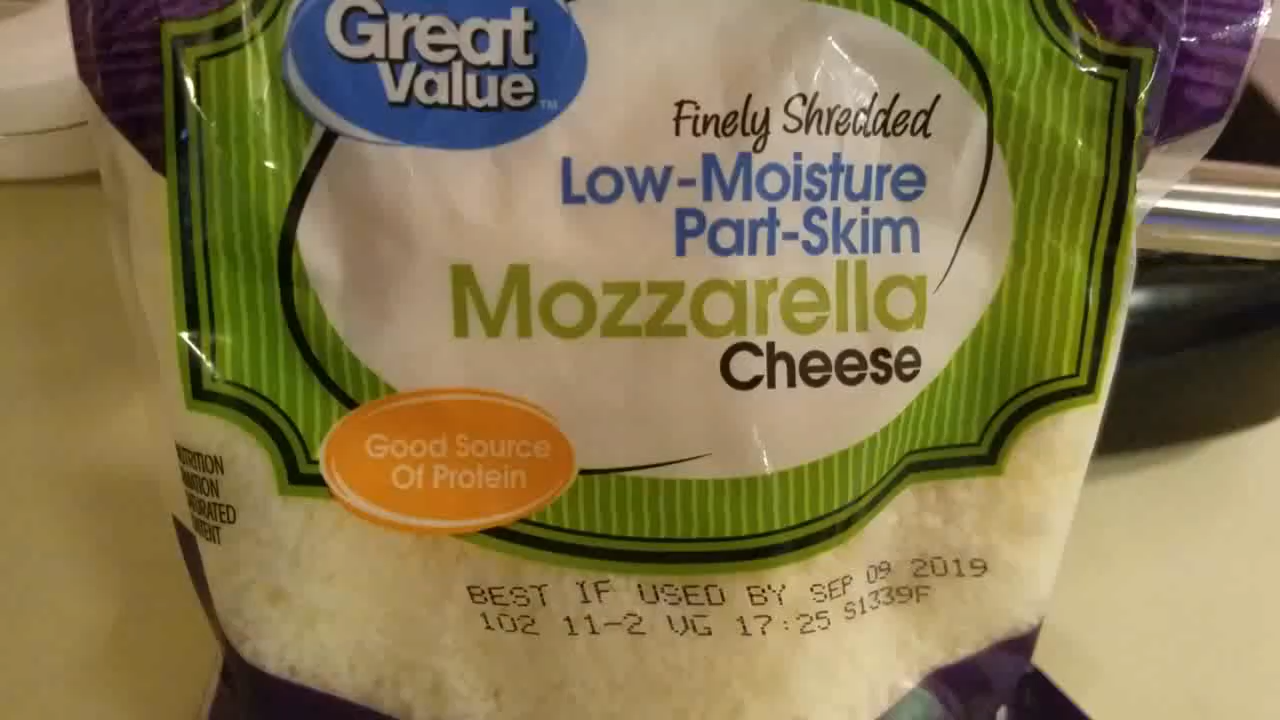 Great
Value™
Finely Shredded
Low-Moisture
Part-Skim
Mozzarella
Cheese
Good Source
Of Protein
BEST IF USED BY SEP 09 2019
102 11-2 VG 17:25 S1339F